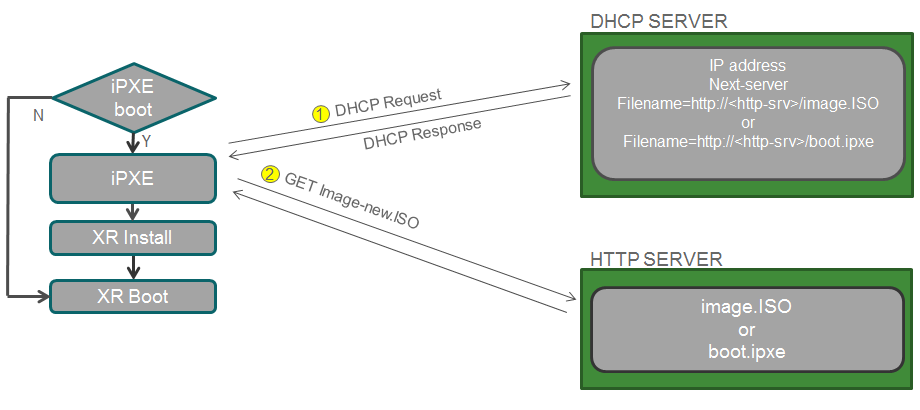 DHCP SERVER
IP address
Next-server
Filename=http://<http-srv>/image.ISO
or
Filename=http://<http-srv>/boot.ipxe
iPXE
boot
N
Y
1 DHCP Request
DHCP Response
iPXE
2 GET Image-new.ISO
XR Install
XR Boot
HTTP SERVER
image.ISO
or
boot.ipxe